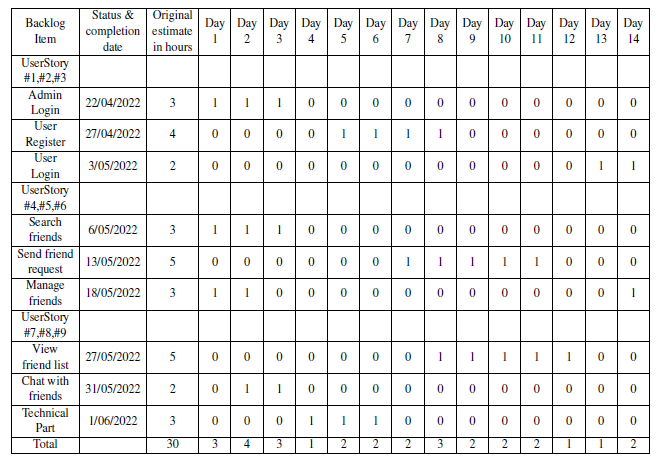 Backlog Item | Status & completion date | Original estimate in hours | Day 1 | Day 2 | Day 3 | Day 4 | Day 5 | Day 6 | Day 7 | Day 8 | Day 9 | Day 10 | Day 11 | Day 12 | Day 13 | Day 14
UserStory #1,#2,#3
Admin Login | 22/04/2022 | 3 | 1 | 1 | 1 | 0 | 0 | 0 | 0 | 0 | 0 | 0 | 0 | 0 | 0 | 0
User Register | 27/04/2022 | 4 | 0 | 0 | 0 | 0 | 1 | 1 | 1 | 1 | 0 | 0 | 0 | 0 | 0 | 0
User Login | 3/05/2022 | 2 | 0 | 0 | 0 | 0 | 0 | 0 | 0 | 0 | 0 | 0 | 0 | 0 | 1 | 1
UserStory #4,#5,#6
Search friends | 6/05/2022 | 3 | 1 | 1 | 1 | 0 | 0 | 0 | 0 | 0 | 0 | 0 | 0 | 0 | 0 | 0
Send friend request | 13/05/2022 | 5 | 0 | 0 | 0 | 0 | 0 | 0 | 1 | 1 | 1 | 1 | 1 | 0 | 0 | 0
Manage friends | 18/05/2022 | 3 | 1 | 1 | 0 | 0 | 0 | 0 | 0 | 0 | 0 | 0 | 0 | 0 | 0 | 1
UserStory #7,#8,#9
View friend list | 27/05/2022 | 5 | 0 | 0 | 0 | 0 | 0 | 0 | 0 | 1 | 1 | 1 | 1 | 1 | 0 | 0
Chat with friends | 31/05/2022 | 2 | 0 | 1 | 1 | 0 | 0 | 0 | 0 | 0 | 0 | 0 | 0 | 0 | 0 | 0
Technical Part | 1/06/2022 | 3 | 0 | 0 | 0 | 1 | 1 | 1 | 0 | 0 | 0 | 0 | 0 | 0 | 0 | 0
Total | 30 | 3 | 4 | 3 | 1 | 2 | 2 | 2 | 3 | 2 | 2 | 2 | 1 | 1 | 2